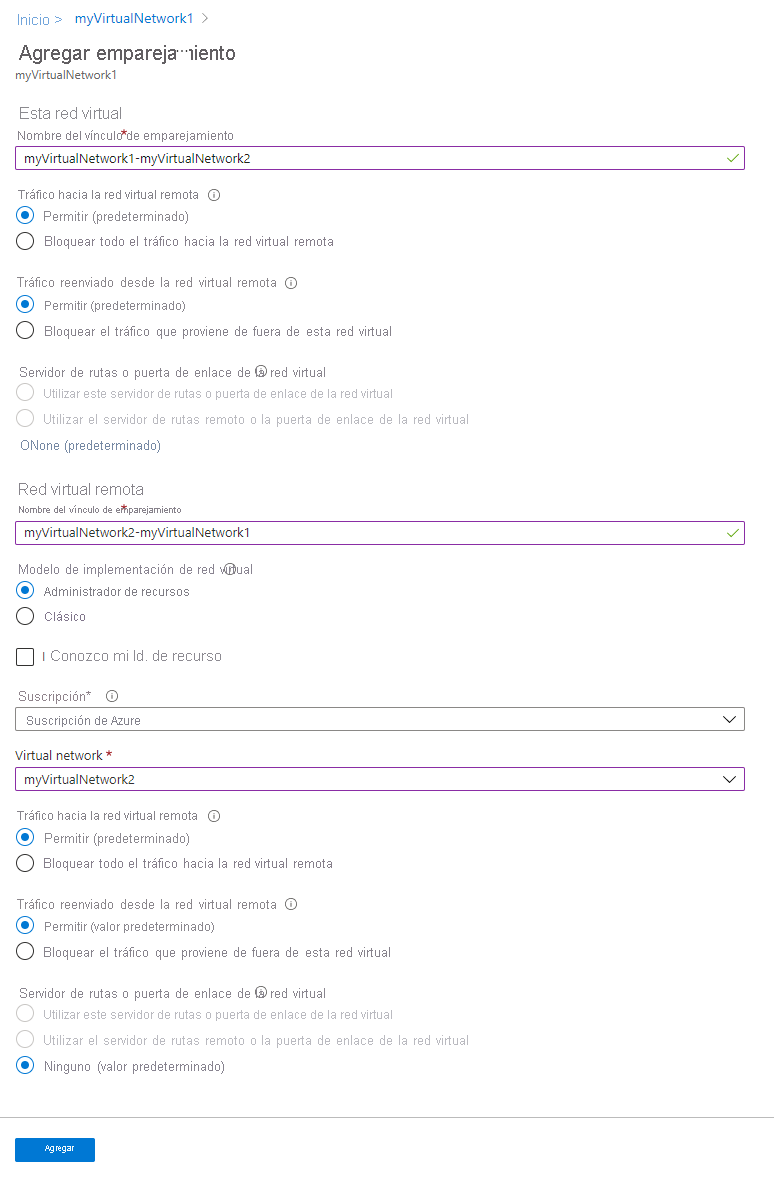 Inicio > myVirtualNetwork1 >
Agregar emparejamiento
myVirtualNetwork1
Esta red virtual
Nombre del vínculo*de emparejamiento
myVirtualNetwork1-myVirtualNetwork2
Tráfico hacia la red virtual remota
Permitir (predeterminado)
Bloquear todo el tráfico hacia la red virtual remota
Tráfico reenviado desde la red virtual remota
Permitir (predeterminado)
Bloquear el tráfico que proviene de fuera de esta red virtual
Servidor de rutas o puerta de enlace de la red virtual
Utilizar este servidor de rutas o puerta de enlace de la red virtual
Utilizar el servidor de rutas remoto o la puerta de enlace de la red virtual
ONone (predeterminado)
Red virtual remota
Nombre del vínculo de emparejamiento *
myVirtualNetwork2-myVirtualNetwork1
Modelo de implementación de red virtual
Administrador de recursos
Clásico
I Conozco mi Id. de recurso
Suscripción*
Suscripción de Azure
Virtual network *
myVirtualNetwork2
Tráfico hacia la red virtual remota
Permitir (predeterminado)
Bloquear todo el tráfico hacia la red virtual remota
Tráfico reenviado desde la red virtual remota
Permitir (valor predeterminado)
Bloquear el tráfico que proviene de fuera de esta red virtual
Servidor de rutas o puerta de enlace de la red virtual
Utilizar este servidor de rutas o puerta de enlace de la red virtual
Utilizar el servidor de rutas remoto o la puerta de enlace de la red virtual
Ninguno (valor predeterminado)
Agregar